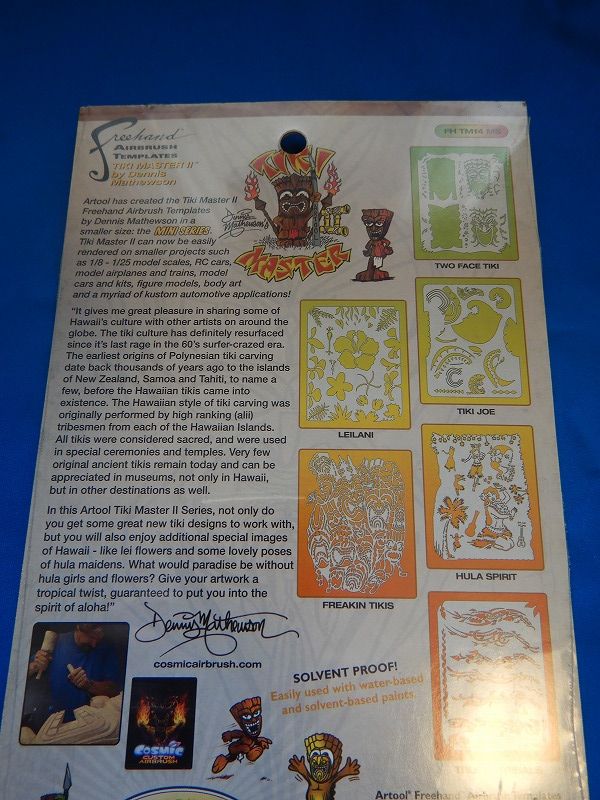 Freehand
AIRBRUSH
TEMPLATES
TIKI MASTER II™
by Dennis
Mathewson
FH TM14 MS
TIKI
Dennis
Mathewson's
MASTER
Artool has created the Tiki Master II
Freehand Airbrush Templates
by Dennis Mathewson in a
smaller size: the MINI SERIES.
Tiki Master II can now be easily
rendered on smaller projects such
as 1/8 - 1/25 model scales, RC cars,
model airplanes and trains, model
cars and kits, figure models, body art
and a myriad of kustom automotive applications!
"It gives me great pleasure in sharing some of
Hawaii's culture with other artists on around the
globe. The tiki culture has definitely resurfaced
since it's last rage in the 60's surfer-crazed era.
The earliest origins of Polynesian tiki carving
date back thousands of years ago to the islands
of New Zealand, Samoa and Tahiti, to name a
few, before the Hawaiian tikis came into
existence. The Hawaiian style of tiki carving was
originally performed by high ranking (alii)
tribesmen from each of the Hawaiian Islands.
All tikis were considered sacred, and were used
in special ceremonies and temples. Very few
original ancient tikis remain today and can be
appreciated in museums, not only in Hawaii,
but in other destinations as well.
In this Artool Tiki Master II Series, not only do
you get some great new tiki designs to work with,
but you will also enjoy additional special images
of Hawaii - like lei flowers and some lovely poses
of hula maidens. What would paradise be without
hula girls and flowers? Give your artwork a
tropical twist, guaranteed to put you into the
spirit of aloha!"
Dennis Mathewson
cosmicairbrush.com
COSMIC
CUSTOM
AIRBRUSH
TWO FACE TIKI
LEILANI
TIKI JOE
FREAKIN TIKIS
HULA SPIRIT
SOLVENT PROOF!
Easily used with water-based
and solvent-based paints.
Artool® Freehand Airbrush Templates